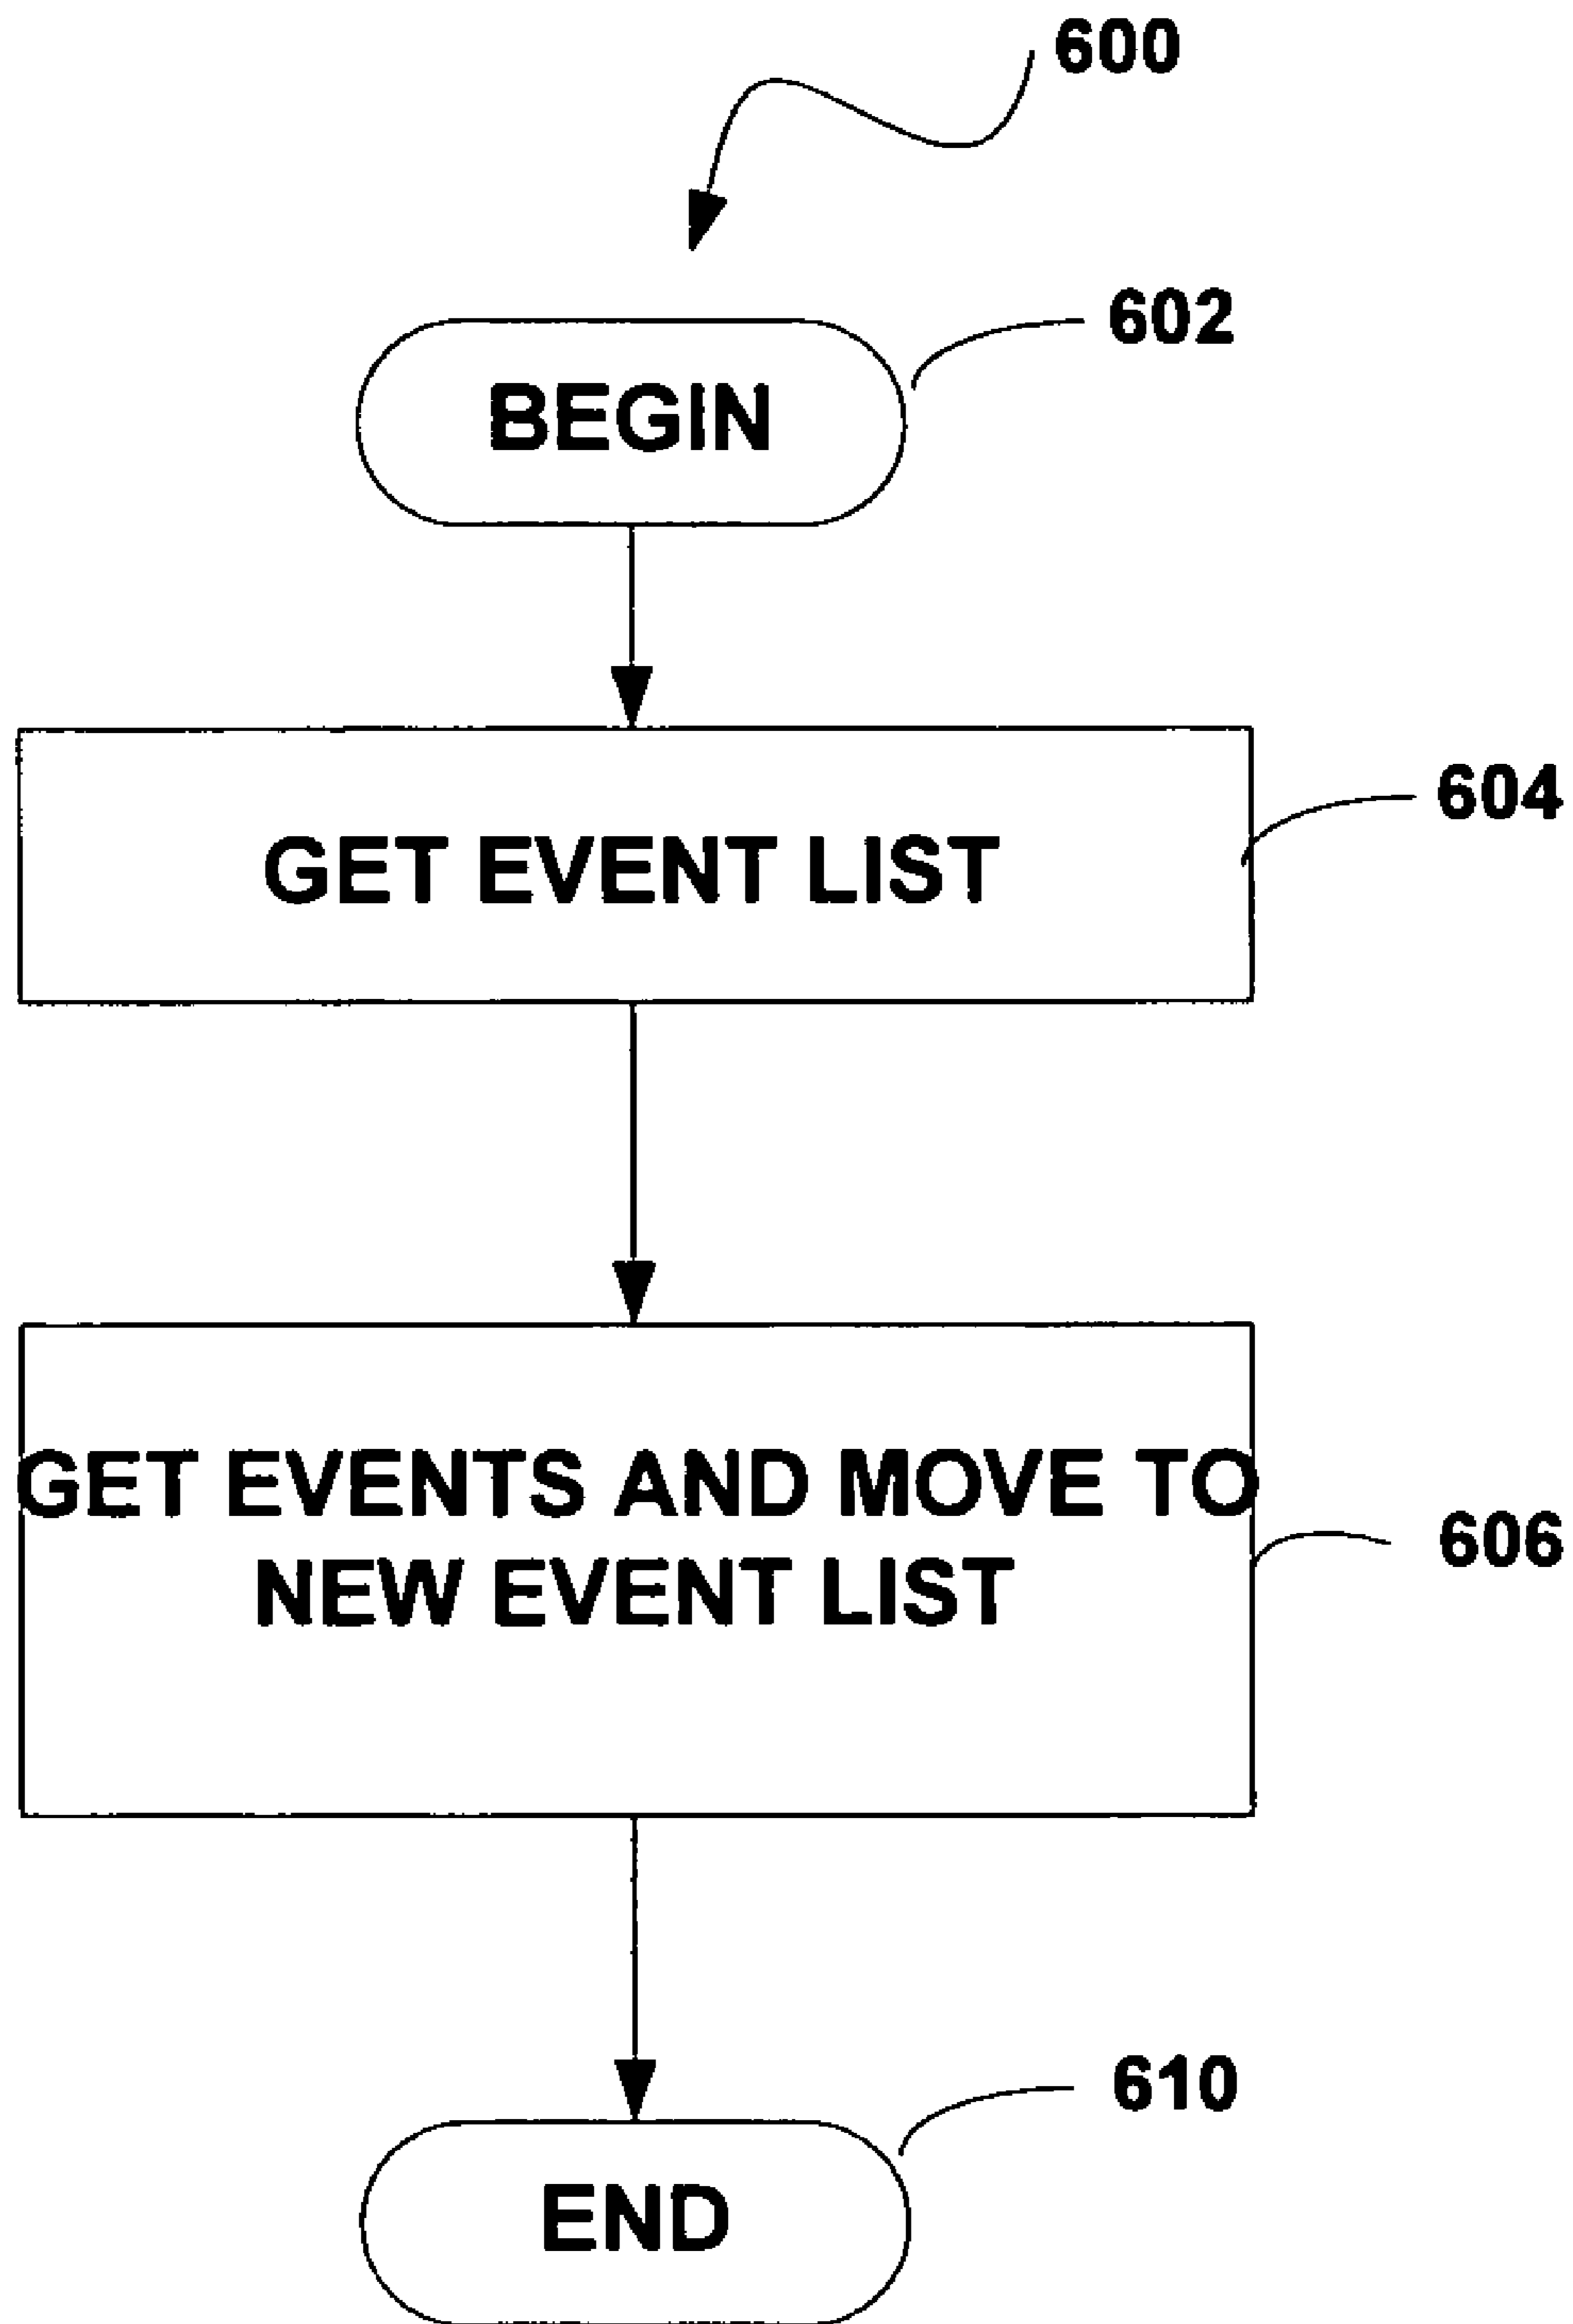 600
602
BEGIN
604
GET EVENT LIST
GET EVENTS AND MOVE TO
NEW EVENT LIST
606
610
END